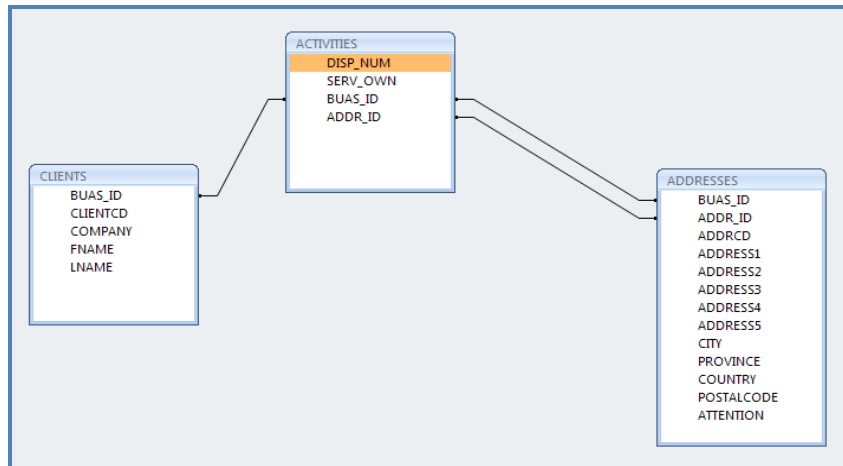 ACTIVITIES
DISP_NUM
SERV_OWN
BUAS_ID
ADDR_ID
CLIENTS
BUAS_ID
CLIENTCD
COMPANY
FNAME
LNAME
ADDRESSES
BUAS_ID
ADDR_ID
ADDRCD
ADDRESS1
ADDRESS2
ADDRESS3
ADDRESS4
ADDRESS5
CITY
PROVINCE
COUNTRY
POSTALCODE
ATTENTION